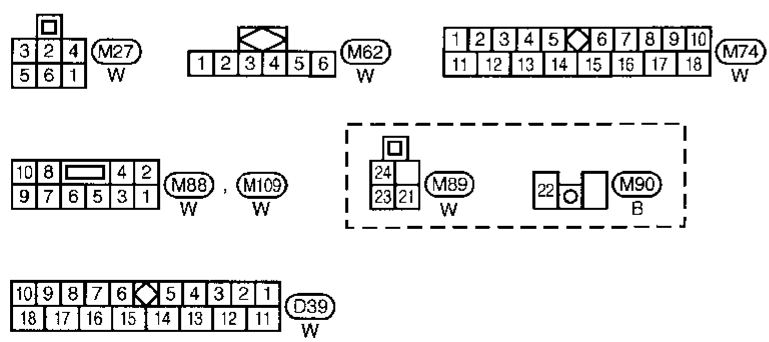 3 2 4 M27
5 6 1 W
M62
1 2 3 4 5 6 W
1 2 3 4 5 6 7 8 9 10 M74
11 12 13 14 15 16 17 18 W
10 8 4 2 M88 , M109
9 7 6 5 3 1 W W
24 M89
23 21 W
22 M90
B
10 9 8 7 6 5 4 3 2 1 D39
18 17 16 15 14 13 12 11 W